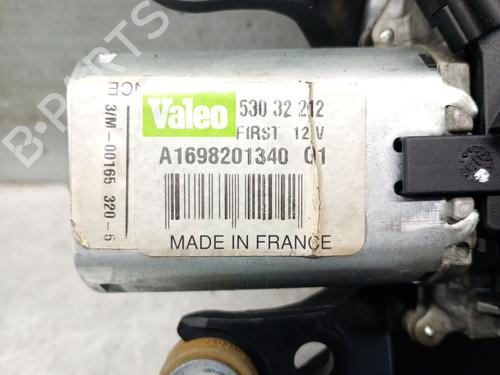 Valeo
530 32 212
FIRST 12 V
A1698201340 01
MADE IN FRANCE
NCE
3/M-00165 320-5
B-PARTS